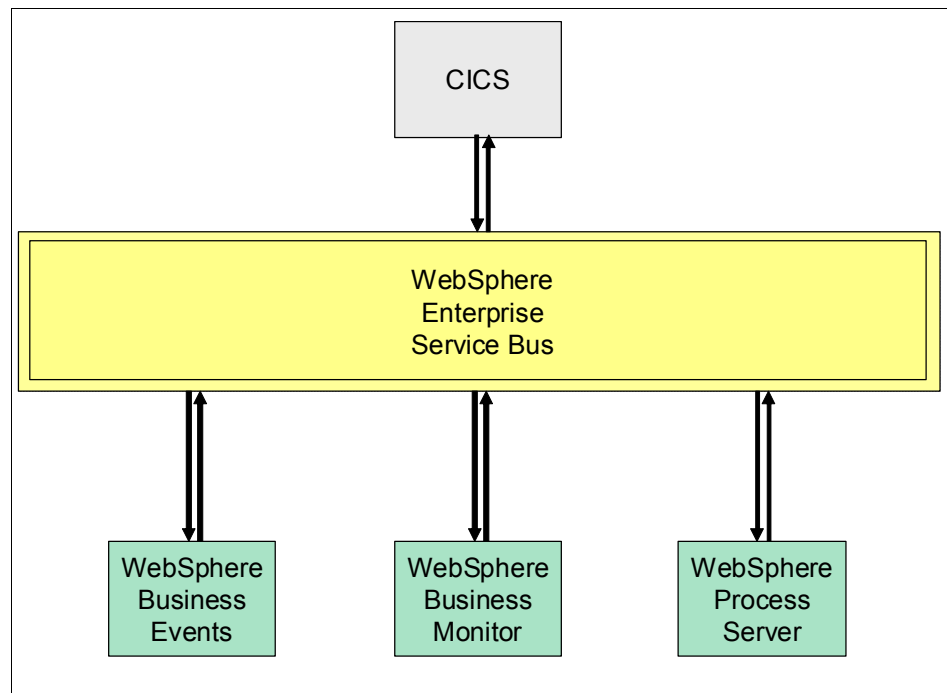 CICS
WebSphere
Enterprise
Service Bus
WebSphere
Business
Events
WebSphere
Business
Monitor
WebSphere
Process
Server